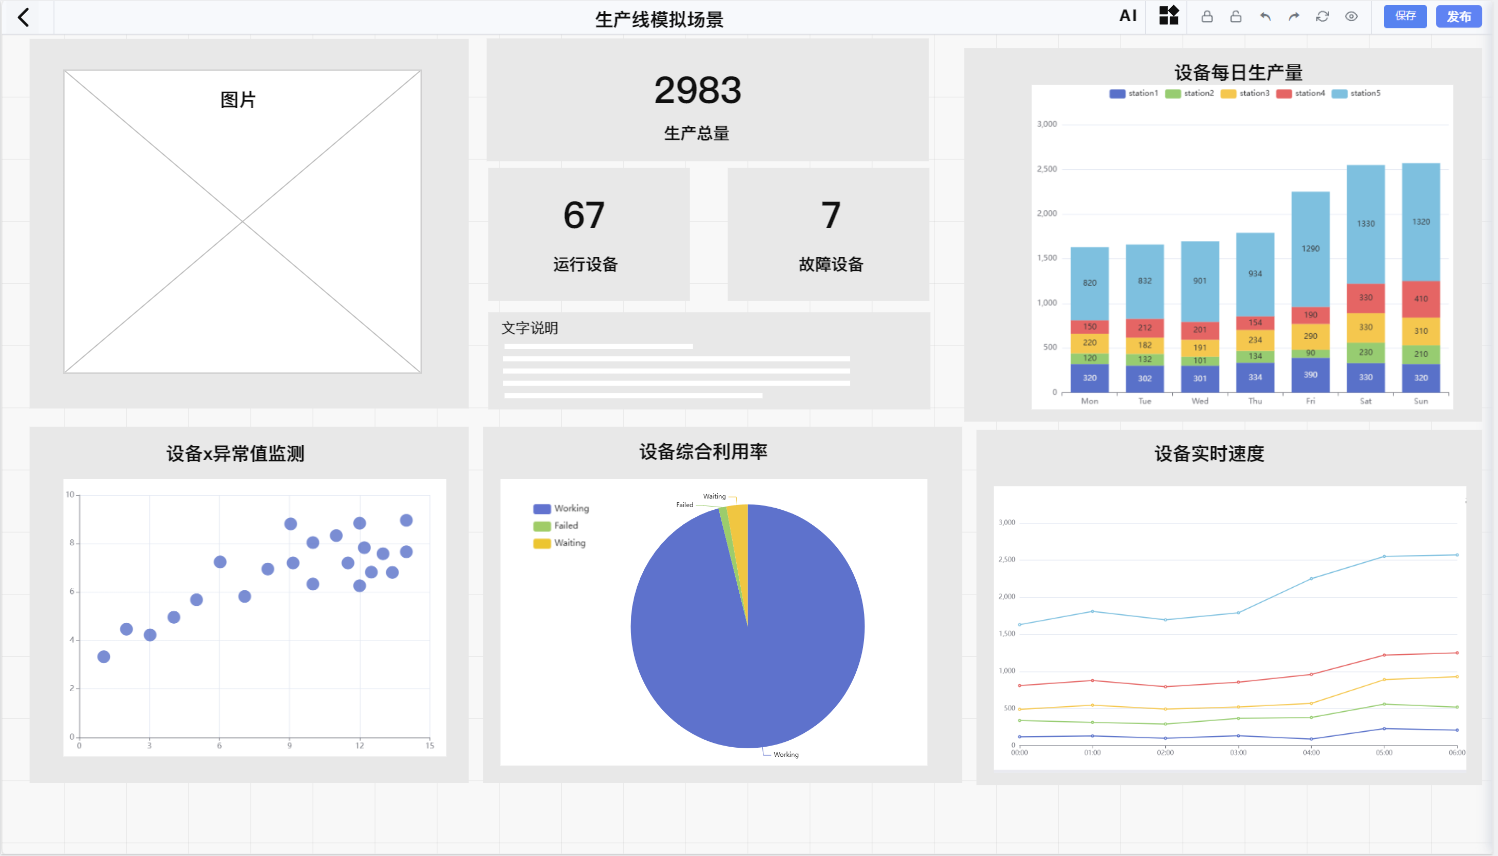 生产线模拟场景
AI
保存
发布
图片
2983
生产总量
67
运行设备
7
故障设备
文字说明
设备每日生产量
station1 station2 station3 station4 station5
3,000
2,500
2,000
1,500
1,000
500
0
820 832 901 934 1290 1330 1320
150 212 201 154 190 330 410
220 182 191 234 290 330 310
120 132 101 134 90 230 210
320 302 301 334 390 330 320
Mon Tue Wed Thu Fri Sat Sun
设备x异常值监测
10
8
6
4
2
0
0 3 6 9 12 15
设备综合利用率
Working
Failed
Waiting
Waiting
Failed
Working
设备实时速度
3,000
2,500
2,000
1,500
1,000
500
0
00:00 01:00 02:00 03:00 04:00 05:00 06:00